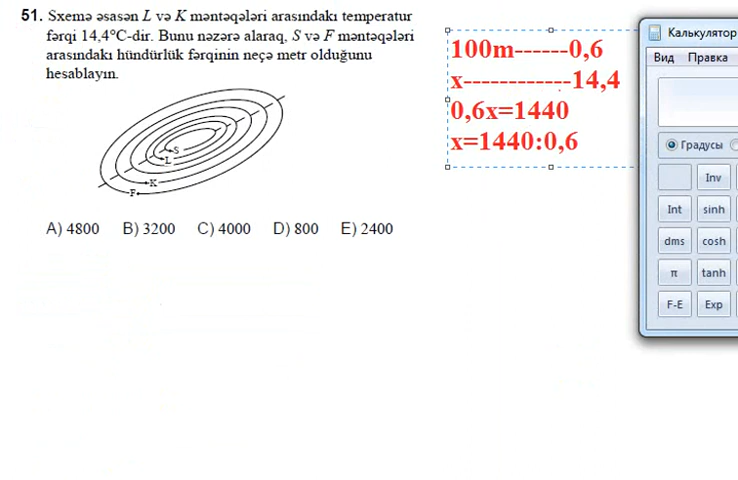 51. Sxemə əsasən L və K məntəqələri arasındakı temperatur
fərqi 14,4°C-dir. Bunu nəzərə alaraq, S və F məntəqələri
arasındakı hündürlük fərqinin neçə metr olduğunu
hesablayın.
S
L
K
F
A) 4800 B) 3200 C) 4000 D) 800 E) 2400
100m------0,6
x-------------14,4
0,6x=1440
x=1440:0,6
Калькулятор
Вид Правка
Градусы
Inv
Int sinh
dms cosh
π tanh
F-E Exp